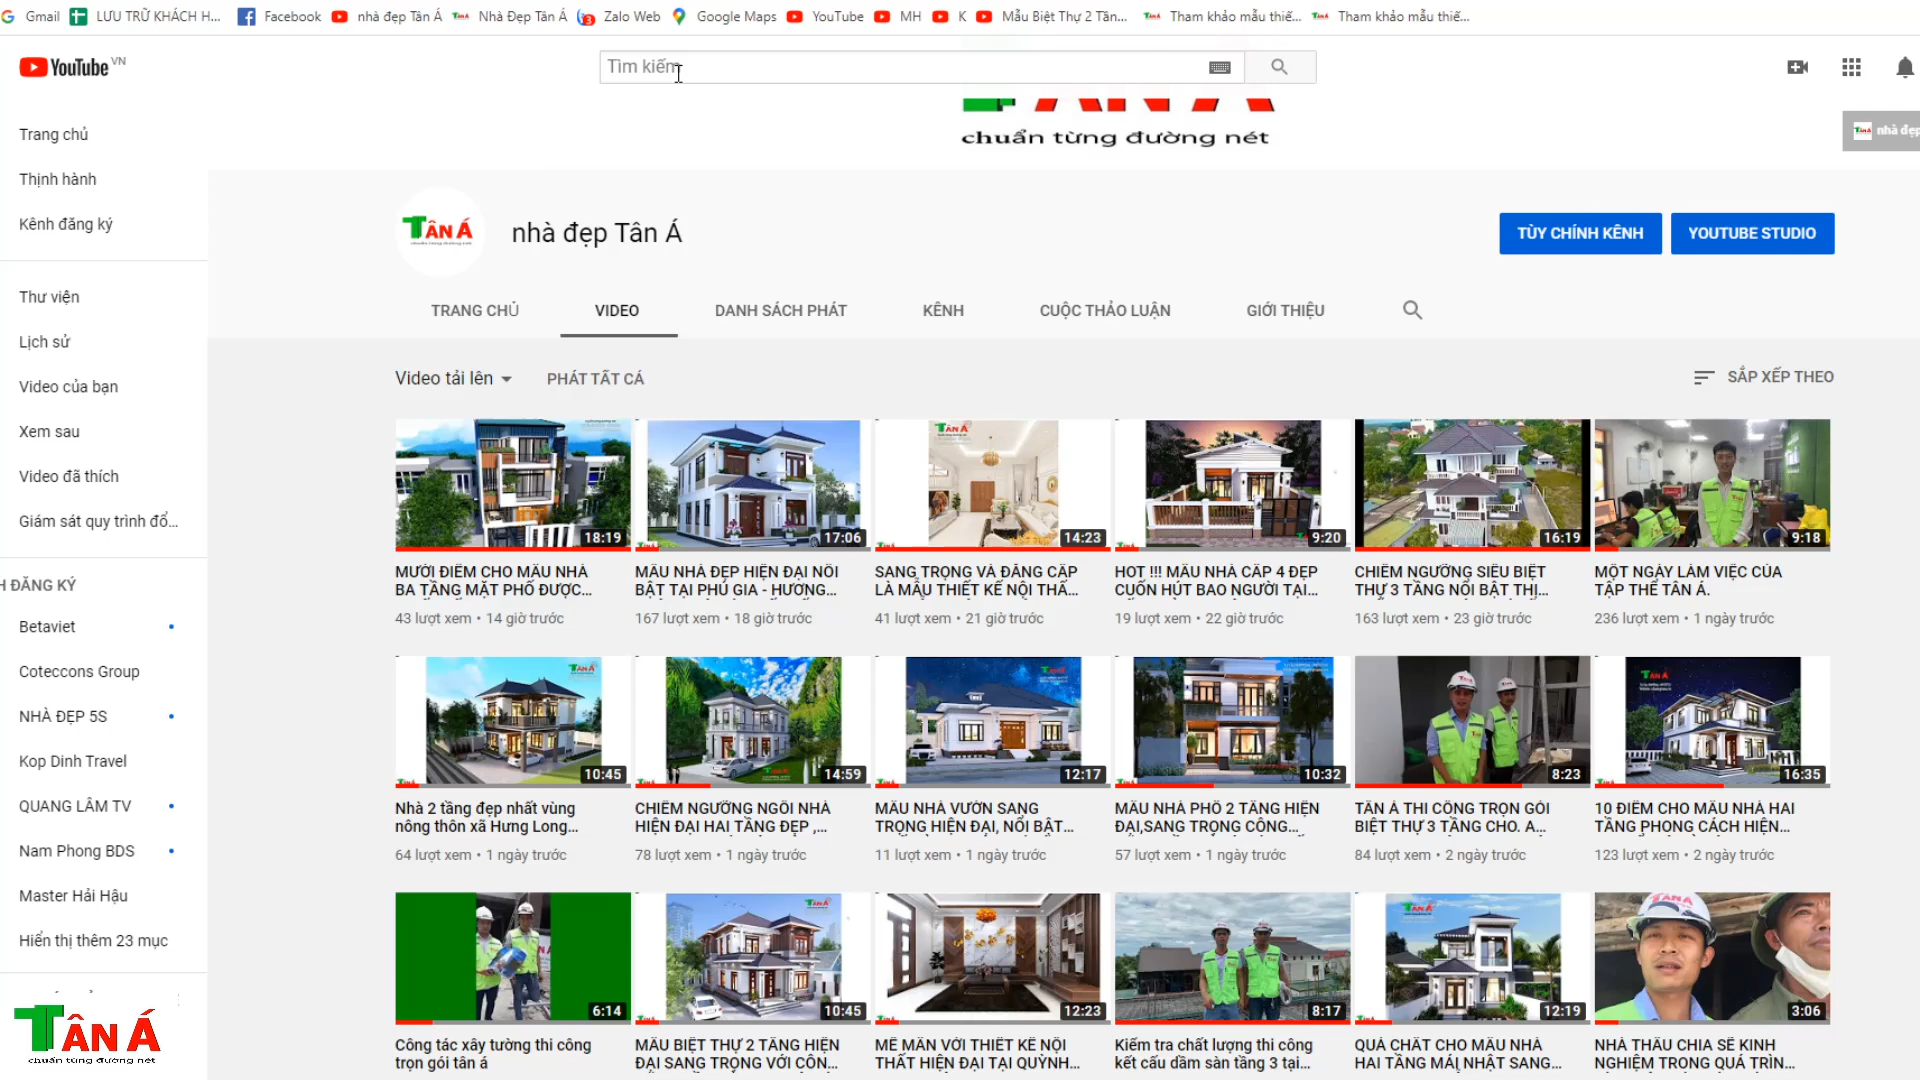 Gmail LƯU TRỮ KHÁCH H... Facebook nhà đẹp Tân Á Nhà Đẹp Tân Á Zalo Web Google Maps YouTube MH K Mẫu Biệt Thự 2 Tân... Tham khảo mẫu thiế... Tham khảo mẫu thiế...
YouTube VN
Tìm kiếm
chuẩn từng đường nét
nhà đẹp
Trang chủ
Thịnh hành
Kênh đăng ký
Thư viện
Lịch sử
Video của bạn
Xem sau
Video đã thích
Giám sát quy trình đổ...
H ĐĂNG KÝ
Betaviet
Coteccons Group
NHÀ ĐẸP 5S
Kop Dinh Travel
QUANG LÂM TV
Nam Phong BDS
Master Hải Hậu
Hiển thị thêm 23 mục
TÂN Á
chuẩn từng đường nét
TÂN Á
nhà đẹp Tân Á
TÙY CHỈNH KÊNH YOUTUBE STUDIO
TRANG CHỦ VIDEO DANH SÁCH PHÁT KÊNH CUỘC THẢO LUẬN GIỚI THIỆU
Video tải lên PHÁT TẤT CẢ SẮP XẾP THEO
18:19 17:06 14:23 9:20 16:19 9:18
MƯỜI ĐIỂM CHO MẪU NHÀ
BA TẦNG MẶT PHỐ ĐƯỢC...
43 lượt xem • 14 giờ trước
MẪU NHÀ ĐẸP HIỆN ĐẠI NỔI
BẬT TẠI PHÚ GIA - HƯƠNG...
167 lượt xem • 18 giờ trước
SANG TRỌNG VÀ ĐẲNG CẤP
LÀ MẪU THIẾT KẾ NỘI THẤ...
41 lượt xem • 21 giờ trước
HOT !!! MẪU NHÀ CẤP 4 ĐẸP
CUỐN HÚT BAO NGƯỜI TẠI...
19 lượt xem • 22 giờ trước
CHIÊM NGƯỠNG SIÊU BIỆT
THỰ 3 TẦNG NỔI BẬT THỊ...
163 lượt xem • 23 giờ trước
MỘT NGÀY LÀM VIỆC CỦA
TẬP THỂ TÂN Á.
236 lượt xem • 1 ngày trước
10:45 14:59 12:17 10:32 8:23 16:35
Nhà 2 tầng đẹp nhất vùng
nông thôn xã Hưng Long...
64 lượt xem • 1 ngày trước
CHIÊM NGƯỠNG NGÔI NHÀ
HIỆN ĐẠI HAI TẦNG ĐẸP ,...
78 lượt xem • 1 ngày trước
MẪU NHÀ VƯỜN SANG
TRỌNG HIỆN ĐẠI, NỔI BẬT...
11 lượt xem • 1 ngày trước
MẪU NHÀ PHỐ 2 TẦNG HIỆN
ĐẠI,SANG TRỌNG CÔNG...
57 lượt xem • 1 ngày trước
TÂN Á THI CÔNG TRỌN GÓI
BIỆT THỰ 3 TẦNG CHO. A...
84 lượt xem • 2 ngày trước
10 ĐIỂM CHO MẪU NHÀ HAI
TẦNG PHONG CÁCH HIỆN...
123 lượt xem • 2 ngày trước
6:14 10:45 12:23 8:17 12:19 3:06
Công tác xây tường thi công
trọn gói tân á
MẪU BIỆT THỰ 2 TẦNG HIỆN
ĐẠI SANG TRỌNG VỚI CÔN...
MÊ MẨN VỚI THIẾT KẾ NỘI
THẤT HIỆN ĐẠI TẠI QUỲNH...
Kiểm tra chất lượng thi công
kết cấu dầm sàn tầng 3 tại...
QUÁ CHẤT CHO MẪU NHÀ
HAI TẦNG MÁI NHẬT SANG...
NHÀ THẦU CHIA SẺ KINH
NGHIỆM TRONG QUÁ TRÌN...